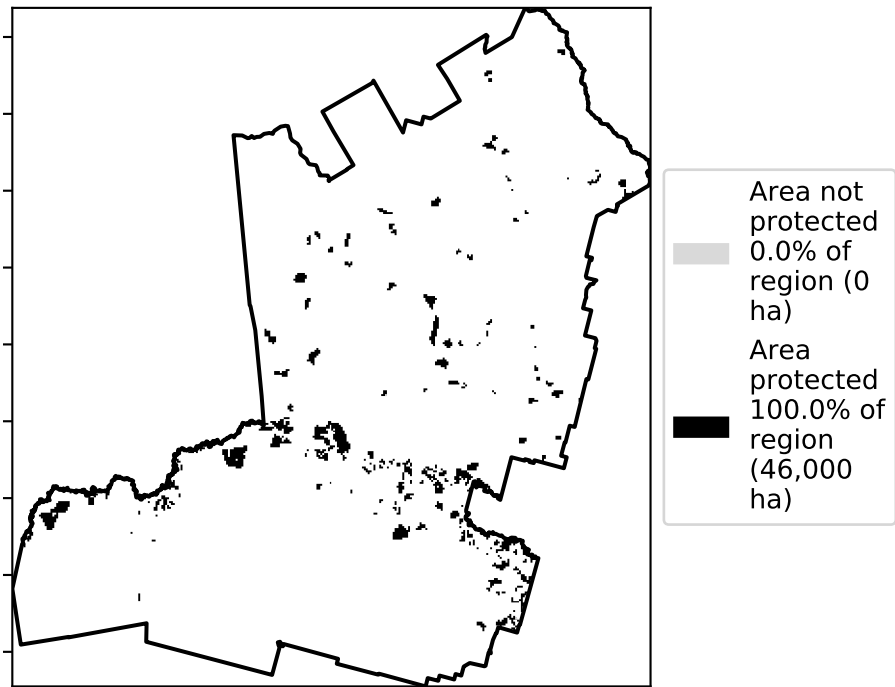 Area not
protected
0.0% of
region (0
ha)
Area
protected
100.0% of
region
(46,000
ha)